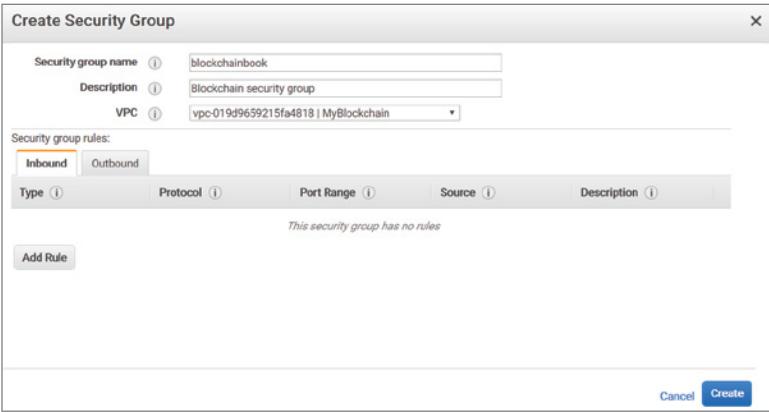 Create Security Group
Security group name blockchainbook
Description Blockchain security group
VPC vpc-019d9659215fa4818 | MyBlockchain
Security group rules:
Inbound Outbound
Type Protocol Port Range Source Description
This security group has no rules
Add Rule
Cancel Create